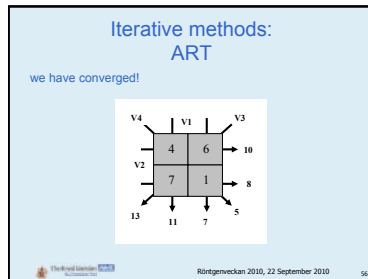 Iterative methods:
ART
we have converged!
V4 V1 V3
4 6 10
V2
7 1 8
13 11 7 5
Röntgenveckan 2010, 22 September 2010 56